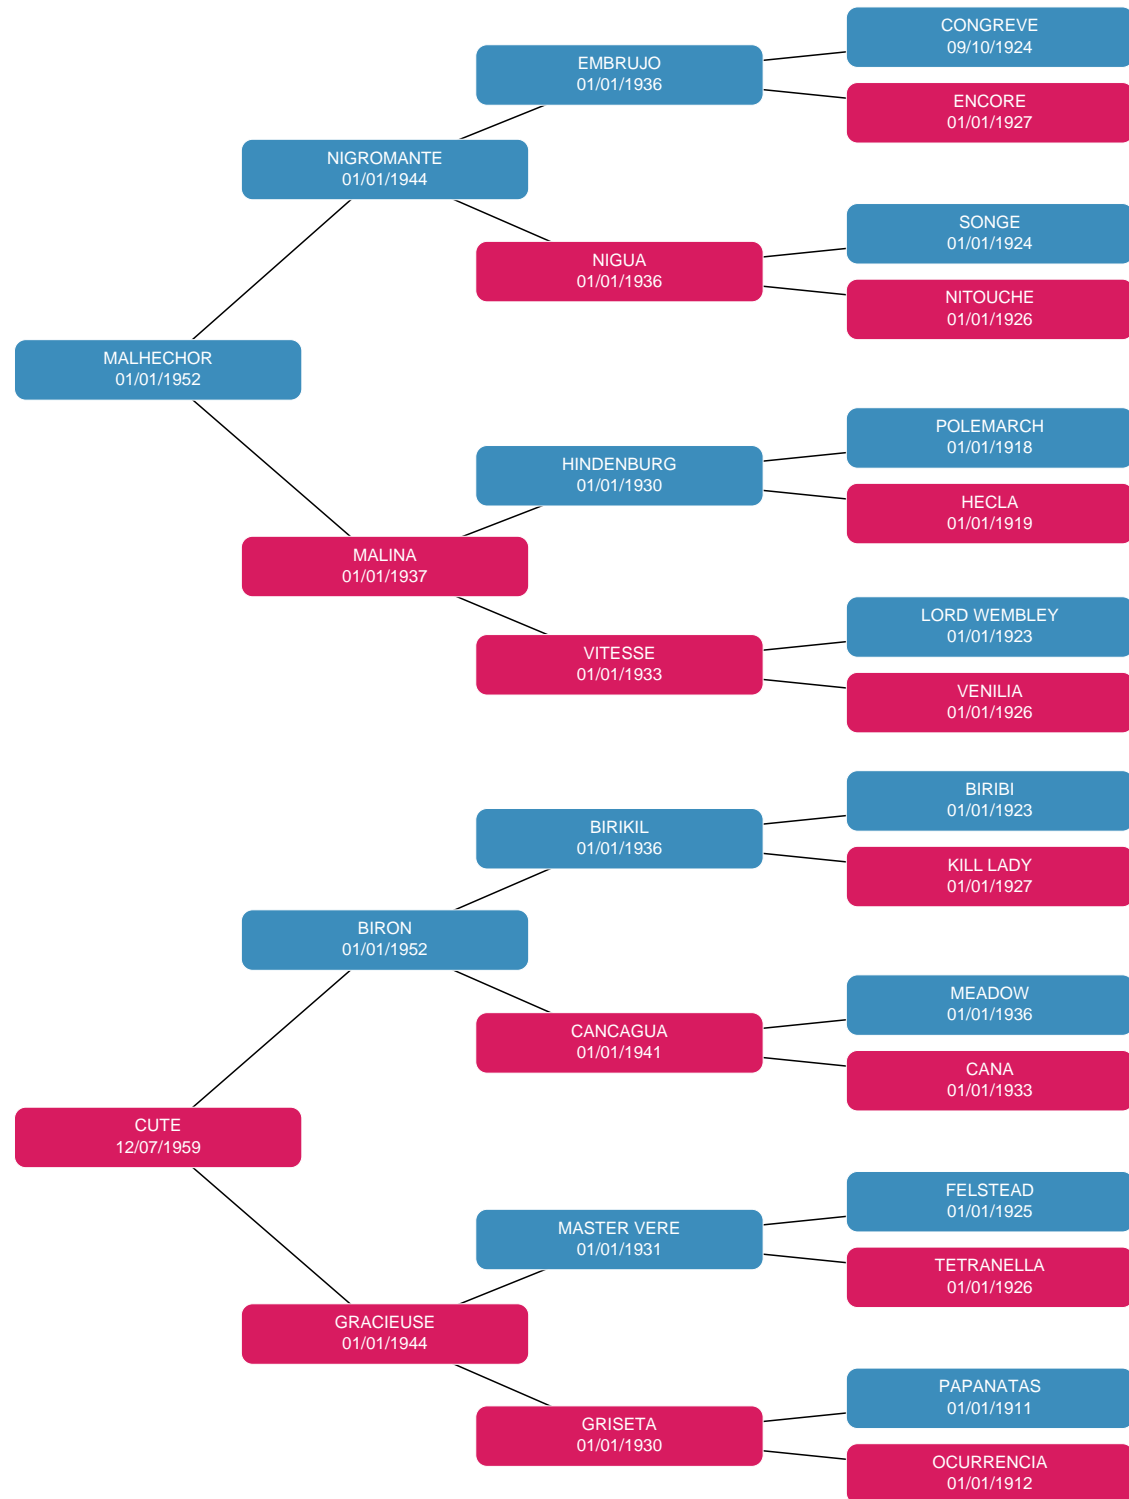 CONGREVE
09/10/1924
EMBRUJO
01/01/1936
ENCORE
01/01/1927
NIGROMANTE
01/01/1944
SONGE
01/01/1924
NIGUA
01/01/1936
NITOUCHE
01/01/1926
MALHECHOR
01/01/1952
POLEMARCH
01/01/1918
HINDENBURG
01/01/1930
HECLA
01/01/1919
MALINA
01/01/1937
LORD WEMBLEY
01/01/1923
VITESSE
01/01/1933
VENILIA
01/01/1926
BIRIBI
01/01/1923
BIRIKIL
01/01/1936
KILL LADY
01/01/1927
BIRON
01/01/1952
MEADOW
01/01/1936
CANCAGUA
01/01/1941
CANA
01/01/1933
CUTE
12/07/1959
FELSTEAD
01/01/1925
MASTER VERE
01/01/1931
TETRANELLA
01/01/1926
GRACIEUSE
01/01/1944
PAPANATAS
01/01/1911
GRISETA
01/01/1930
OCURRENCIA
01/01/1912